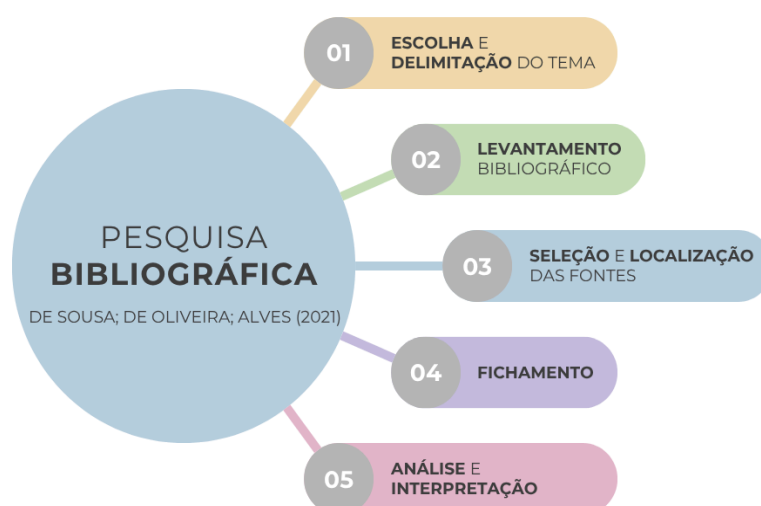 PESQUISA
BIBLIOGRÁFICA
DE SOUSA; DE OLIVEIRA; ALVES (2021)
01
ESCOLHA E
DELIMITAÇÃO DO TEMA
02
LEVANTAMENTO
BIBLIOGRÁFICO
03
SELEÇÃO E LOCALIZAÇÃO
DAS FONTES
04
FICHAMENTO
05
ANÁLISE E
INTERPRETAÇÃO